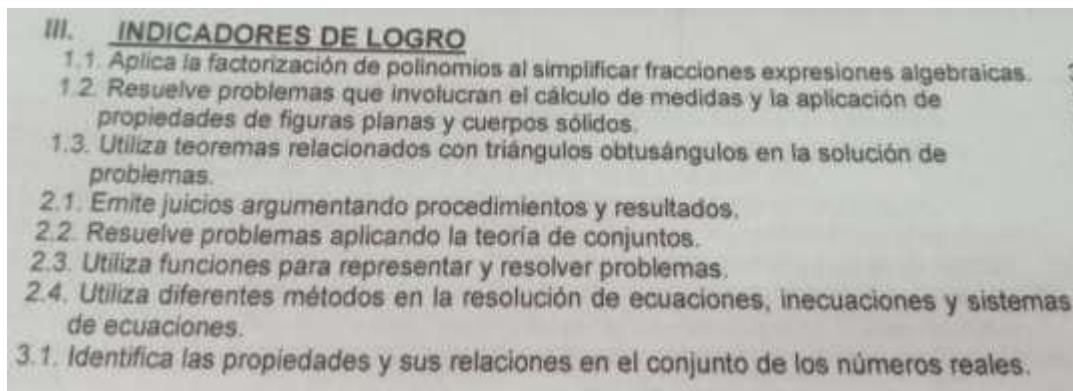 III. INDICADORES DE LOGRO
1.1. Aplica la factorización de polinomios al simplificar fracciones expresiones algebraicas.
1.2. Resuelve problemas que involucran el cálculo de medidas y la aplicación de
propiedades de figuras planas y cuerpos sólidos.
1.3. Utiliza teoremas relacionados con triángulos obtusángulos en la solución de
problemas.
2.1. Emite juicios argumentando procedimientos y resultados.
2.2. Resuelve problemas aplicando la teoría de conjuntos.
2.3. Utiliza funciones para representar y resolver problemas.
2.4. Utiliza diferentes métodos en la resolución de ecuaciones, inecuaciones y sistemas
de ecuaciones.
3.1. Identifica las propiedades y sus relaciones en el conjunto de los números reales.